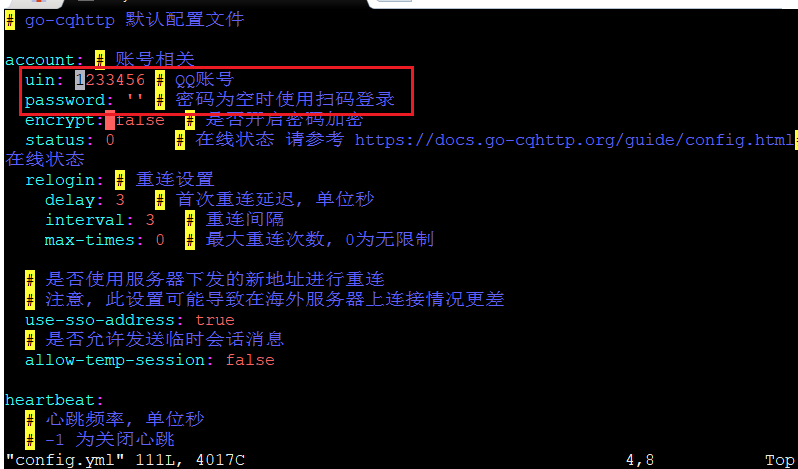 # go-cqhttp 默认配置文件
account: # 账号相关
uin: 1233456 # QQ账号
password: '' # 密码为空时使用扫码登录
encrypt: false # 是否开启密码加密
status: 0 # 在线状态 请参考 https://docs.go-cqhttp.org/guide/config.html#
在线状态
relogin: # 重连设置
delay: 3 # 首次重连延迟, 单位秒
interval: 3 # 重连间隔
max-times: 0 # 最大重连次数, 0为无限制
# 是否使用服务器下发的新地址进行重连
# 注意, 此设置可能导致在海外服务器上连接情况更差
use-sso-address: true
# 是否允许发送临时会话消息
allow-temp-session: false
heartbeat:
# 心跳频率, 单位秒
# -1 为关闭心跳
"config.yml" 111L, 4017C 4,8 Top